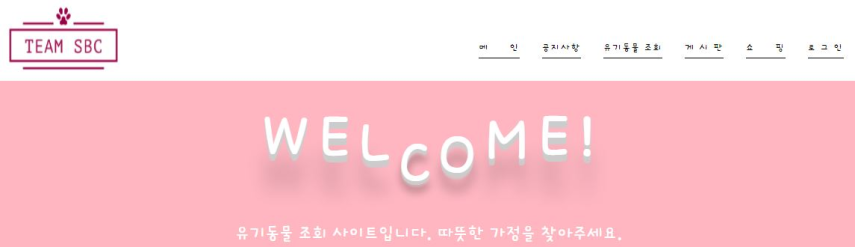 TEAM SBC
메 인 공지사항 유기동물 조회 게 시 판 쇼 핑 로 그 인
WELCOME!
유기동물 조회 사이트입니다. 따뜻한 가정을 찾아주세요.